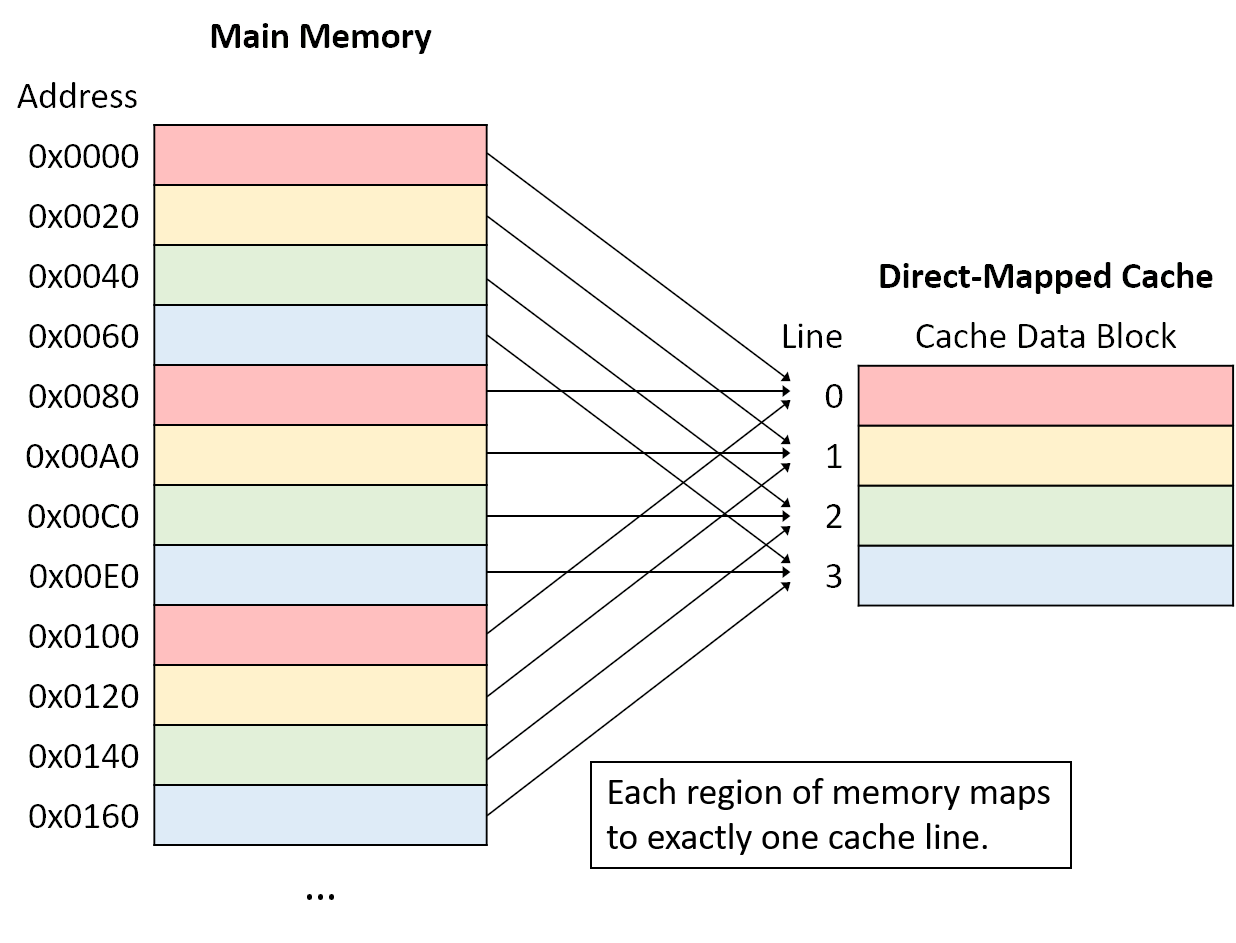 Main Memory
Address
0x0000
0x0020
0x0040
0x0060
0x0080
0x00A0
0x00C0
0x00E0
0x0100
0x0120
0x0140
0x0160
...
Direct-Mapped Cache
Line Cache Data Block
0
1
2
3
Each region of memory maps
to exactly one cache line.